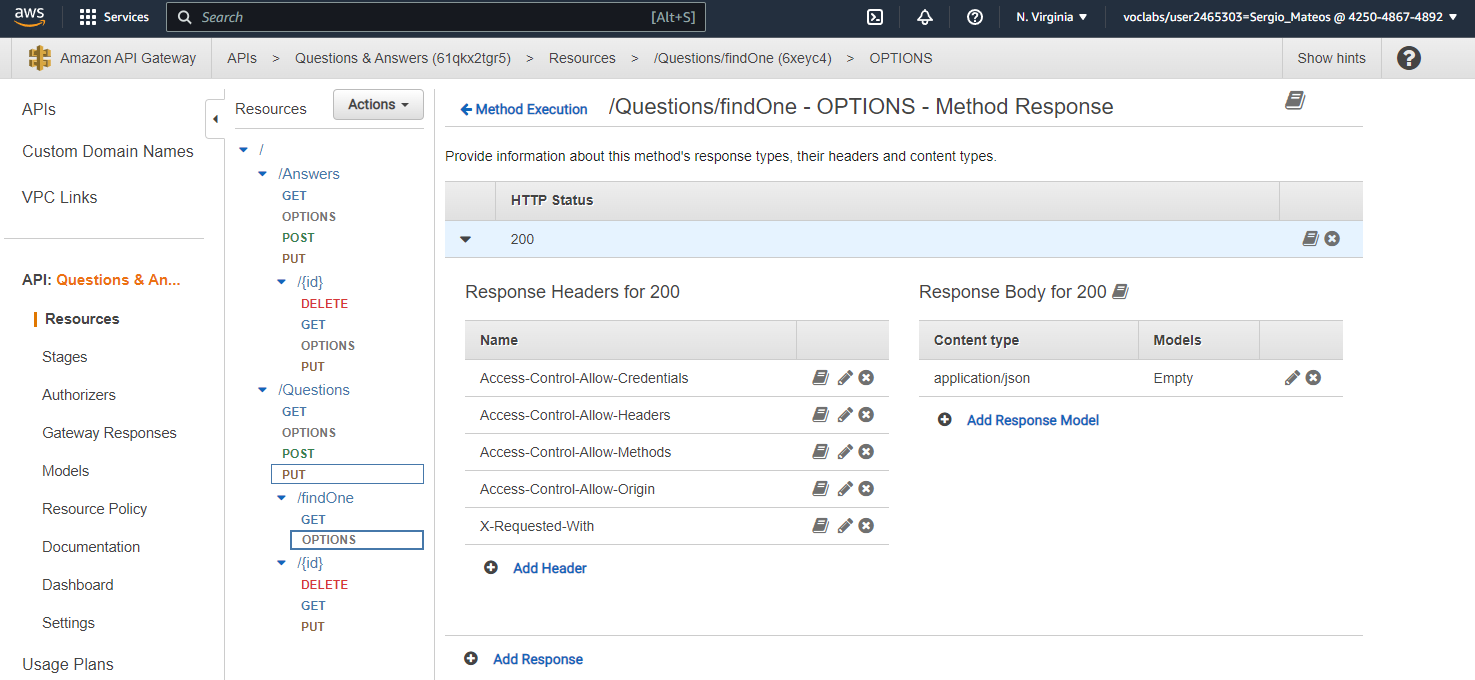 aws Services Search [Alt+S] N. Virginia voclabs/user2465303=Sergio_Mateos @ 4250-4867-4892
Amazon API Gateway APIs > Questions & Answers (61qkx2tgr5) > Resources > /Questions/findOne (6xeyc4) > OPTIONS Show hints
APIs
Custom Domain Names
VPC Links
API: Questions & An...
Resources
Stages
Authorizers
Gateway Responses
Models
Resource Policy
Documentation
Dashboard
Settings
Usage Plans
Resources Actions
/
/Answers
GET
OPTIONS
POST
PUT
/{id}
DELETE
GET
OPTIONS
PUT
/Questions
GET
OPTIONS
POST
PUT
/findOne
GET
OPTIONS
/{id}
DELETE
GET
PUT
Method Execution /Questions/findOne - OPTIONS - Method Response
Provide information about this method's response types, their headers and content types.
HTTP Status
200
Response Headers for 200
Name
Access-Control-Allow-Credentials
Access-Control-Allow-Headers
Access-Control-Allow-Methods
Access-Control-Allow-Origin
X-Requested-With
Add Header
Response Body for 200
Content type Models
application/json Empty
Add Response Model
Add Response